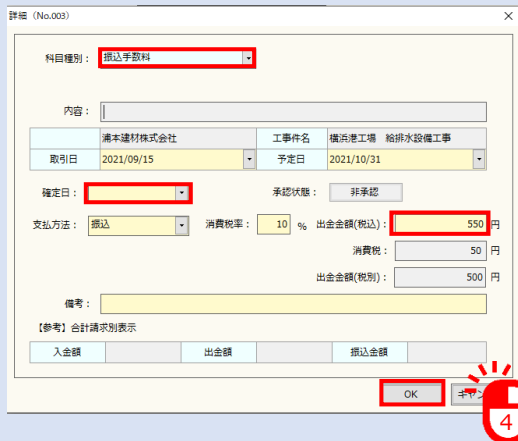 詳細（No.003）
科目種別： 振込手数料
内容：
浦本建材株式会社 工事件名 横浜港工場 給排水設備工事
取引日 2021/09/15 予定日 2021/10/31
確定日： 承認状態： 非承認
支払方法： 振込 消費税率： 10 % 出金金額(税込)： 550 円
消費税： 50 円
出金金額(税別)： 500 円
備考：
【参考】合計請求別表示
入金額 出金額 振込金額
OK キャン
4